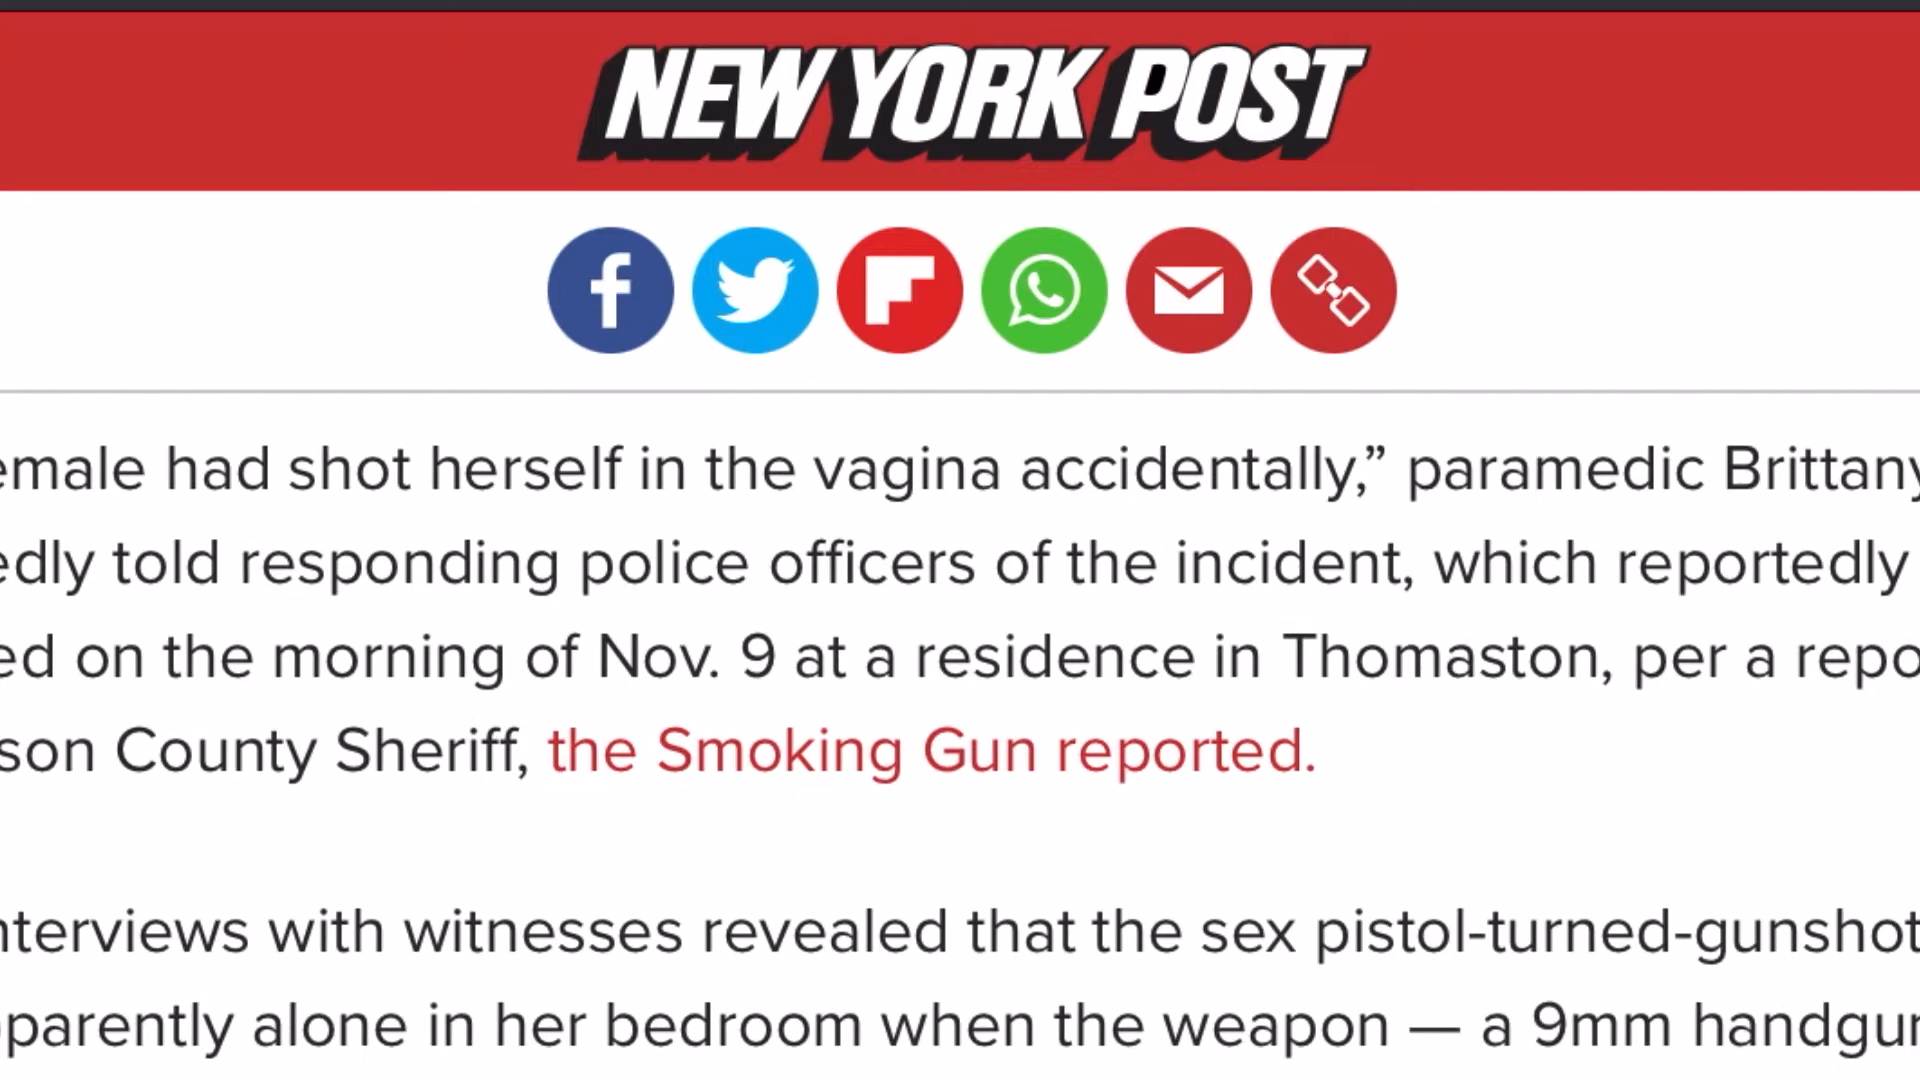 NEW YORK POST
emale had shot herself in the vagina accidentally,” paramedic Brittany
edly told responding police officers of the incident, which reportedly
ed on the morning of Nov. 9 at a residence in Thomaston, per a repo
son County Sheriff, the Smoking Gun reported.
nterviews with witnesses revealed that the sex pistol-turned-gunshot
pparently alone in her bedroom when the weapon — a 9mm handgun